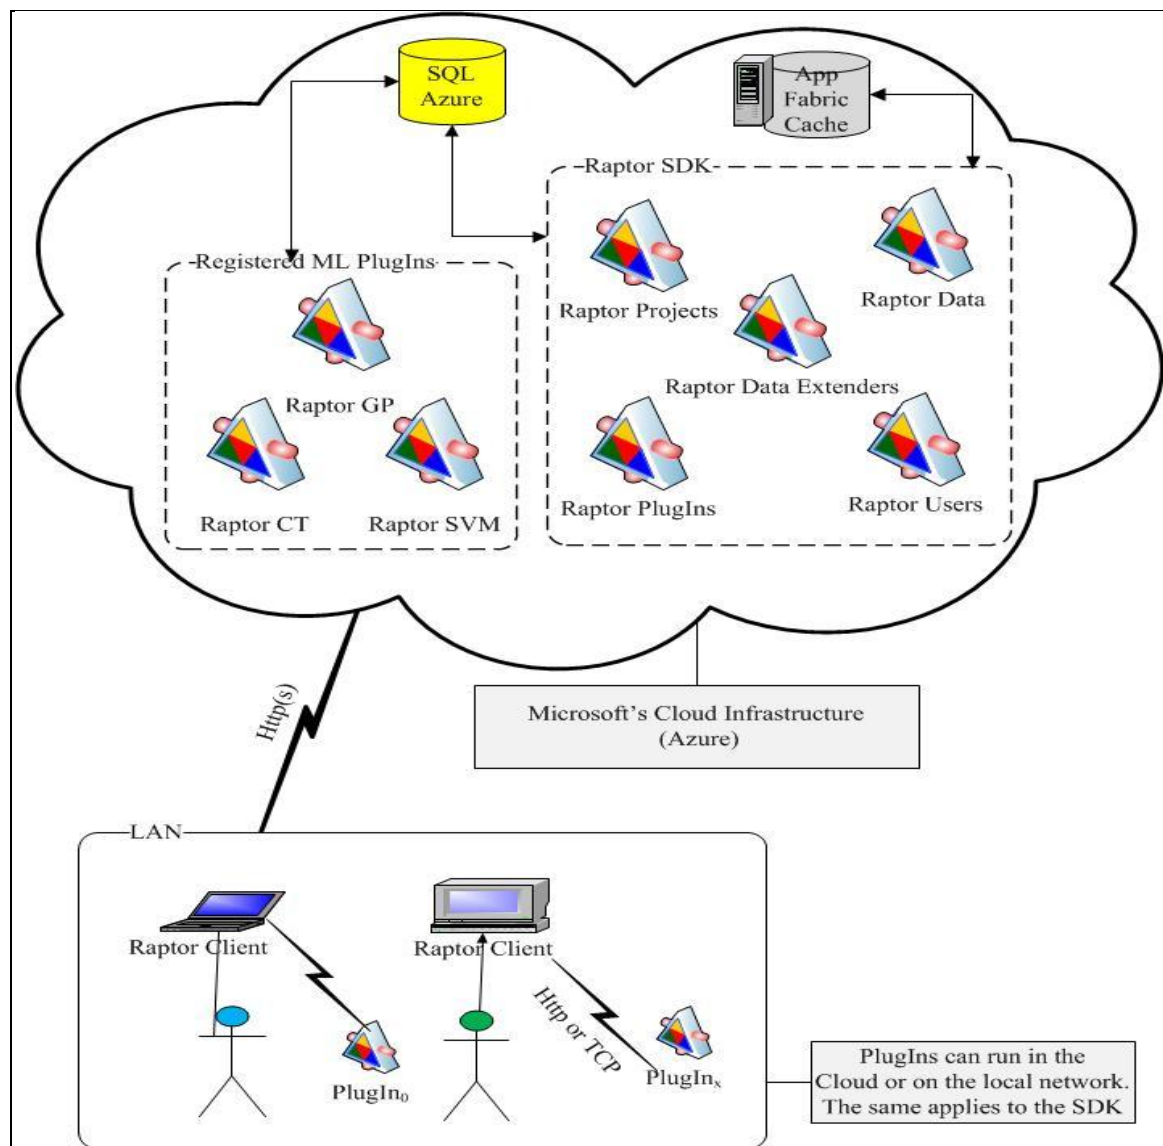 SQL
Azure
App
Fabric
Cache
Raptor SDK
Registered ML PlugIns
Raptor Projects
Raptor Data
Raptor Data Extenders
Raptor GP
Raptor CT
Raptor SVM
Raptor PlugIns
Raptor Users
Http(s)
Microsoft's Cloud Infrastructure
(Azure)
LAN
Raptor Client
Raptor Client
Http or TCP
PlugIn₀
PlugInₓ
PlugIns can run in the
Cloud or on the local network.
The same applies to the SDK